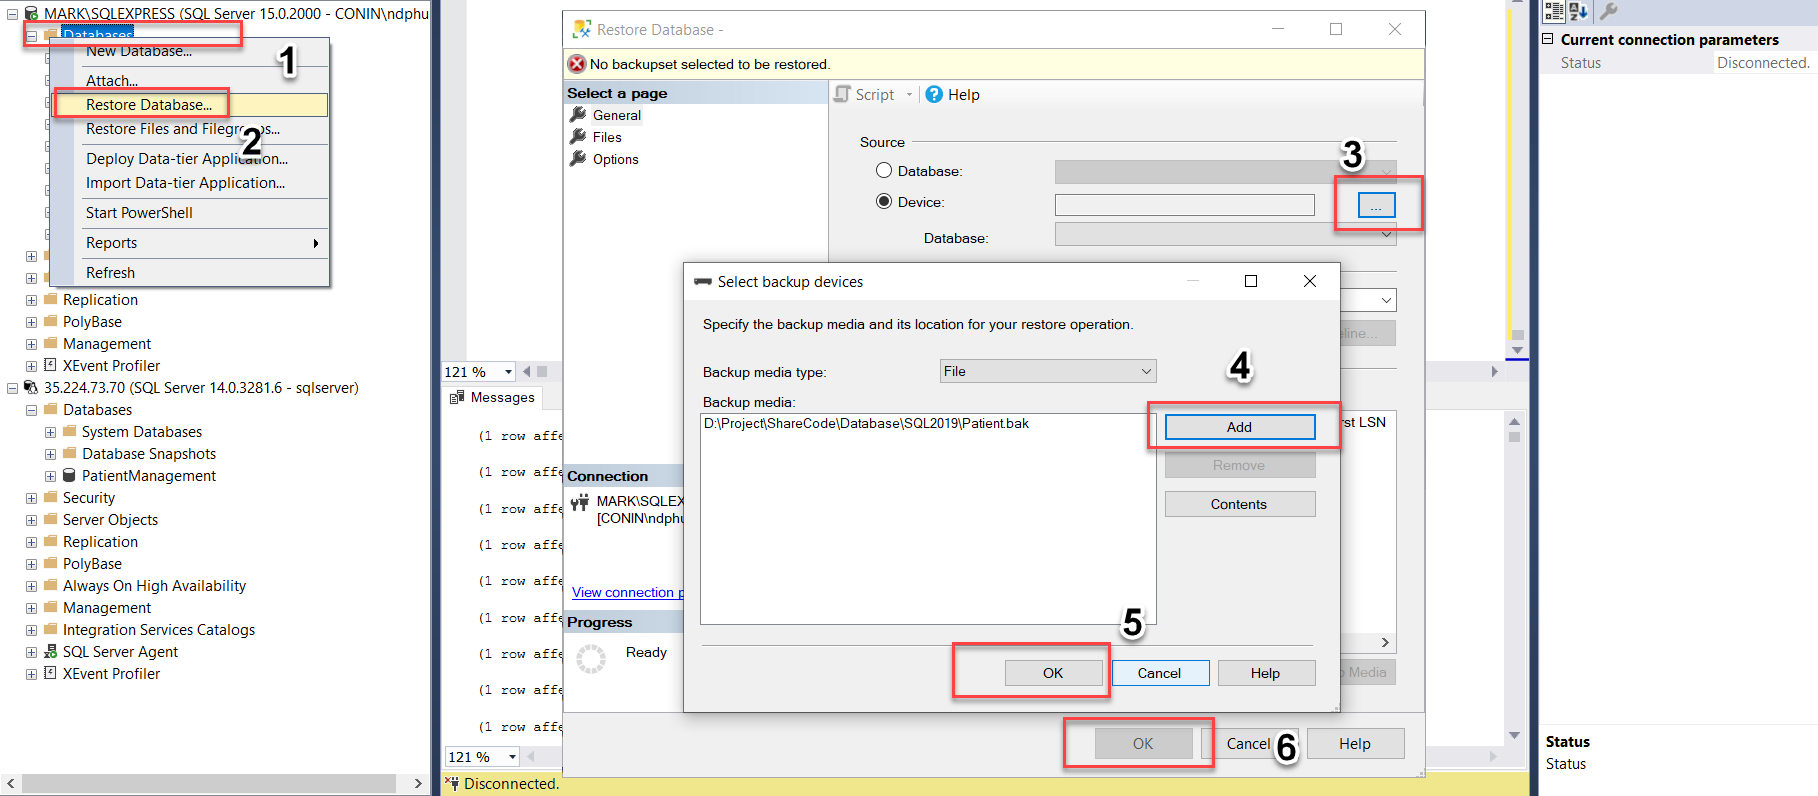 MARK\SQLEXPRESS (SQL Server 15.0.2000 - CONIN\ndphu
Databases
1
New Database...
Attach...
Restore Database...
2
Restore Files and Filegroups...
Deploy Data-tier Application...
Import Data-tier Application...
Start PowerShell
Reports
Refresh
Replication
PolyBase
Management
XEvent Profiler
35.224.73.70 (SQL Server 14.0.3281.6 - sqlserver)
Databases
System Databases
Database Snapshots
PatientManagement
Security
Server Objects
Replication
PolyBase
Always On High Availability
Management
Integration Services Catalogs
SQL Server Agent
XEvent Profiler
121 %
Messages
(1 row affe
(1 row affe
(1 row affe
(1 row affe
(1 row affe
(1 row affe
(1 row affe
(1 row affe
(1 row affe
121 %
Disconnected.
Restore Database -
No backupset selected to be restored.
Select a page
General
Files
Options
Script
Help
Source
3
Database:
Device:
...
Database:
eline...
rst LSN
Connection
MARK\SQLEX
[CONIN\ndphu
View connection p
Progress
Ready
Select backup devices
Specify the backup media and its location for your restore operation.
Backup media type:
File
4
Backup media:
D:\Project\ShareCode\Database\SQL2019\Patient.bak
Add
Remove
Contents
5
OK
Cancel
Help
p Media
OK
Cancel
6
Help
Current connection parameters
Status
Disconnected.
Status
Status